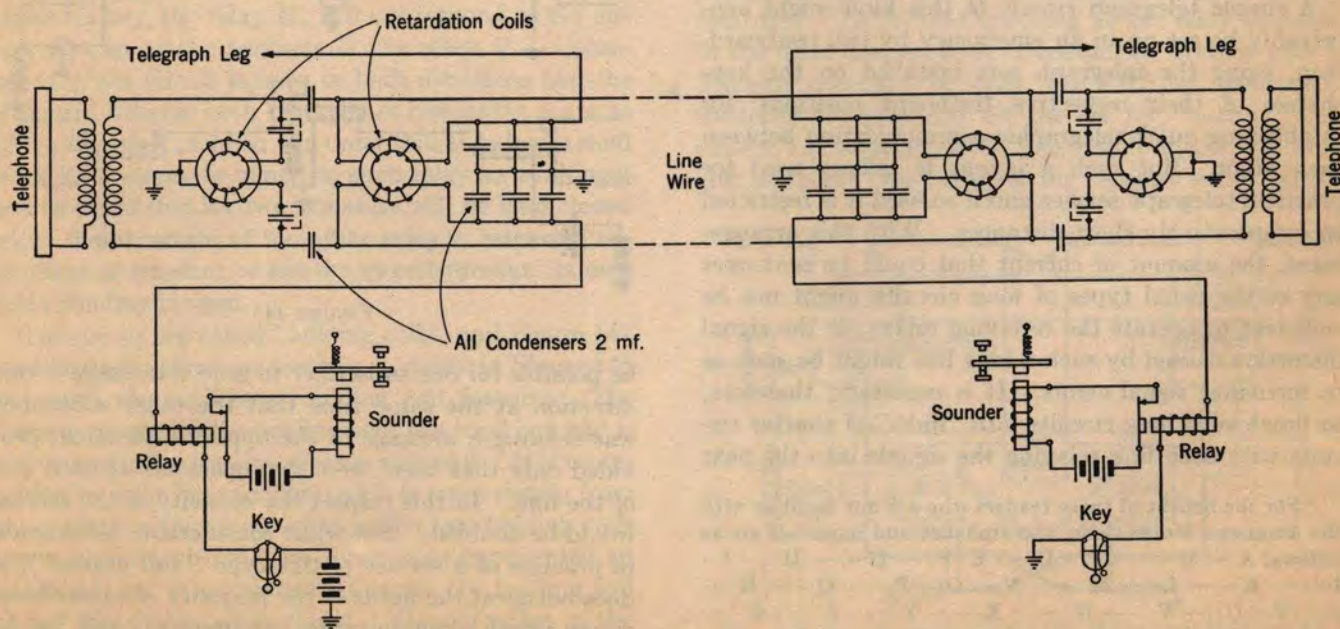 Retardation Coils
Telegraph Leg
Telegraph Leg
Telephone
Line
Wire
Telephone
All Condensers 2 mf.
Sounder
Relay
Key
Sounder
Relay
Key